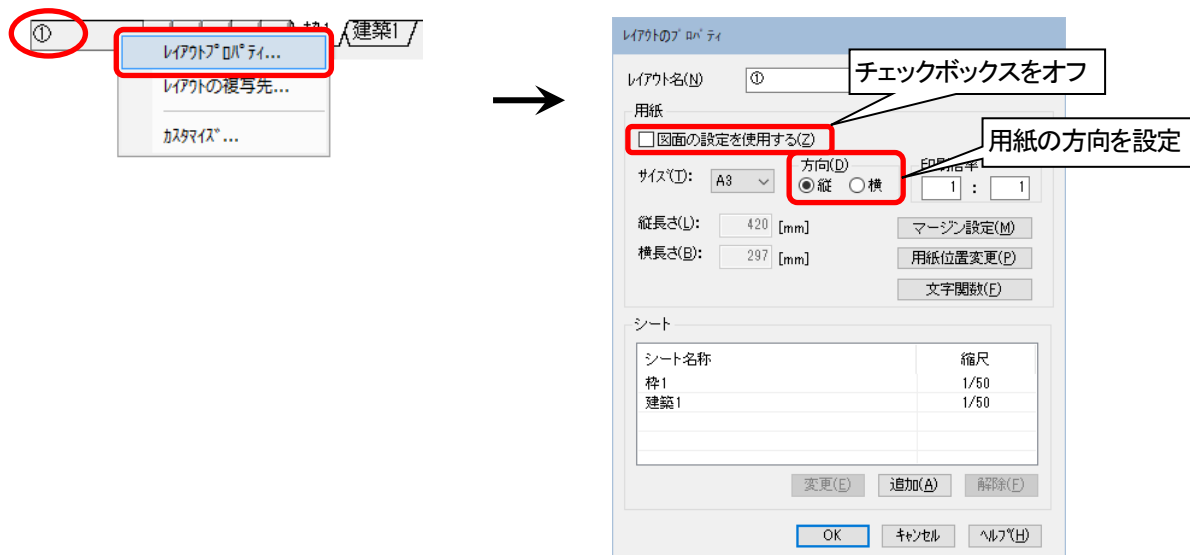 ①
枠1
建築1
ﾚｲｱｳﾄﾌﾟﾛﾊﾟﾃｨ...
ﾚｲｱｳﾄの複写先...
ｶｽﾀﾏｲｽﾞ...
ﾚｲｱｳﾄのﾌﾟﾛﾊﾟﾃｨ
ﾚｲｱｳﾄ名(N)
①
チェックボックスをオフ
用紙
図面の設定を使用する(Z)
用紙の方向を設定
ｻｲｽﾞ(T):
A3
方向(D)
縦
横
印刷倍率
1 : 1
縦長さ(L):
420 [mm]
マージン設定(M)
横長さ(B):
297 [mm]
用紙位置変更(P)
文字関数(F)
シート
シート名称 縮尺
枠1 1/50
建築1 1/50
変更(E) 追加(A) 解除(F)
OK ｷｬﾝｾﾙ ﾍﾙﾌﾟ(H)